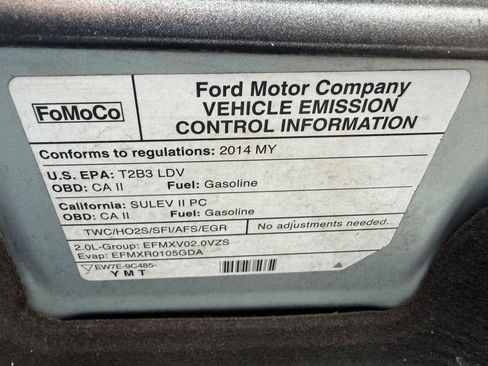 FoMoCo
Ford Motor Company
VEHICLE EMISSION
CONTROL INFORMATION
Conforms to regulations: 2014 MY
U.S. EPA: T2B3 LDV
OBD: CA II Fuel: Gasoline
California: SULEV II PC
OBD: CA II Fuel: Gasoline
TWC/HO2S/SFI/AFS/EGR No adjustments needed.
2.0L-Group: EFMXV02.0VZS
Evap: EFMXR0105GDA
EW7E-9C485-
YMT